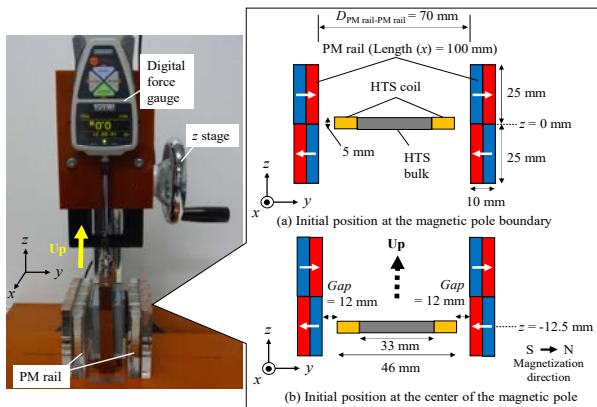 Digital
force
gauge
z stage
Up
z
y
x
PM rail
D PM rail-PM rail = 70 mm
PM rail (Length (x) = 100 mm)
HTS coil
25 mm
z = 0 mm
5 mm
HTS
bulk
25 mm
z
x
y
10 mm
(a) Initial position at the magnetic pole boundary
Up
z
x
y
Gap
= 12 mm
Gap
= 12 mm
z = -12.5 mm
33 mm
46 mm
S → N
Magnetization
direction
(b) Initial position at the center of the magnetic pole